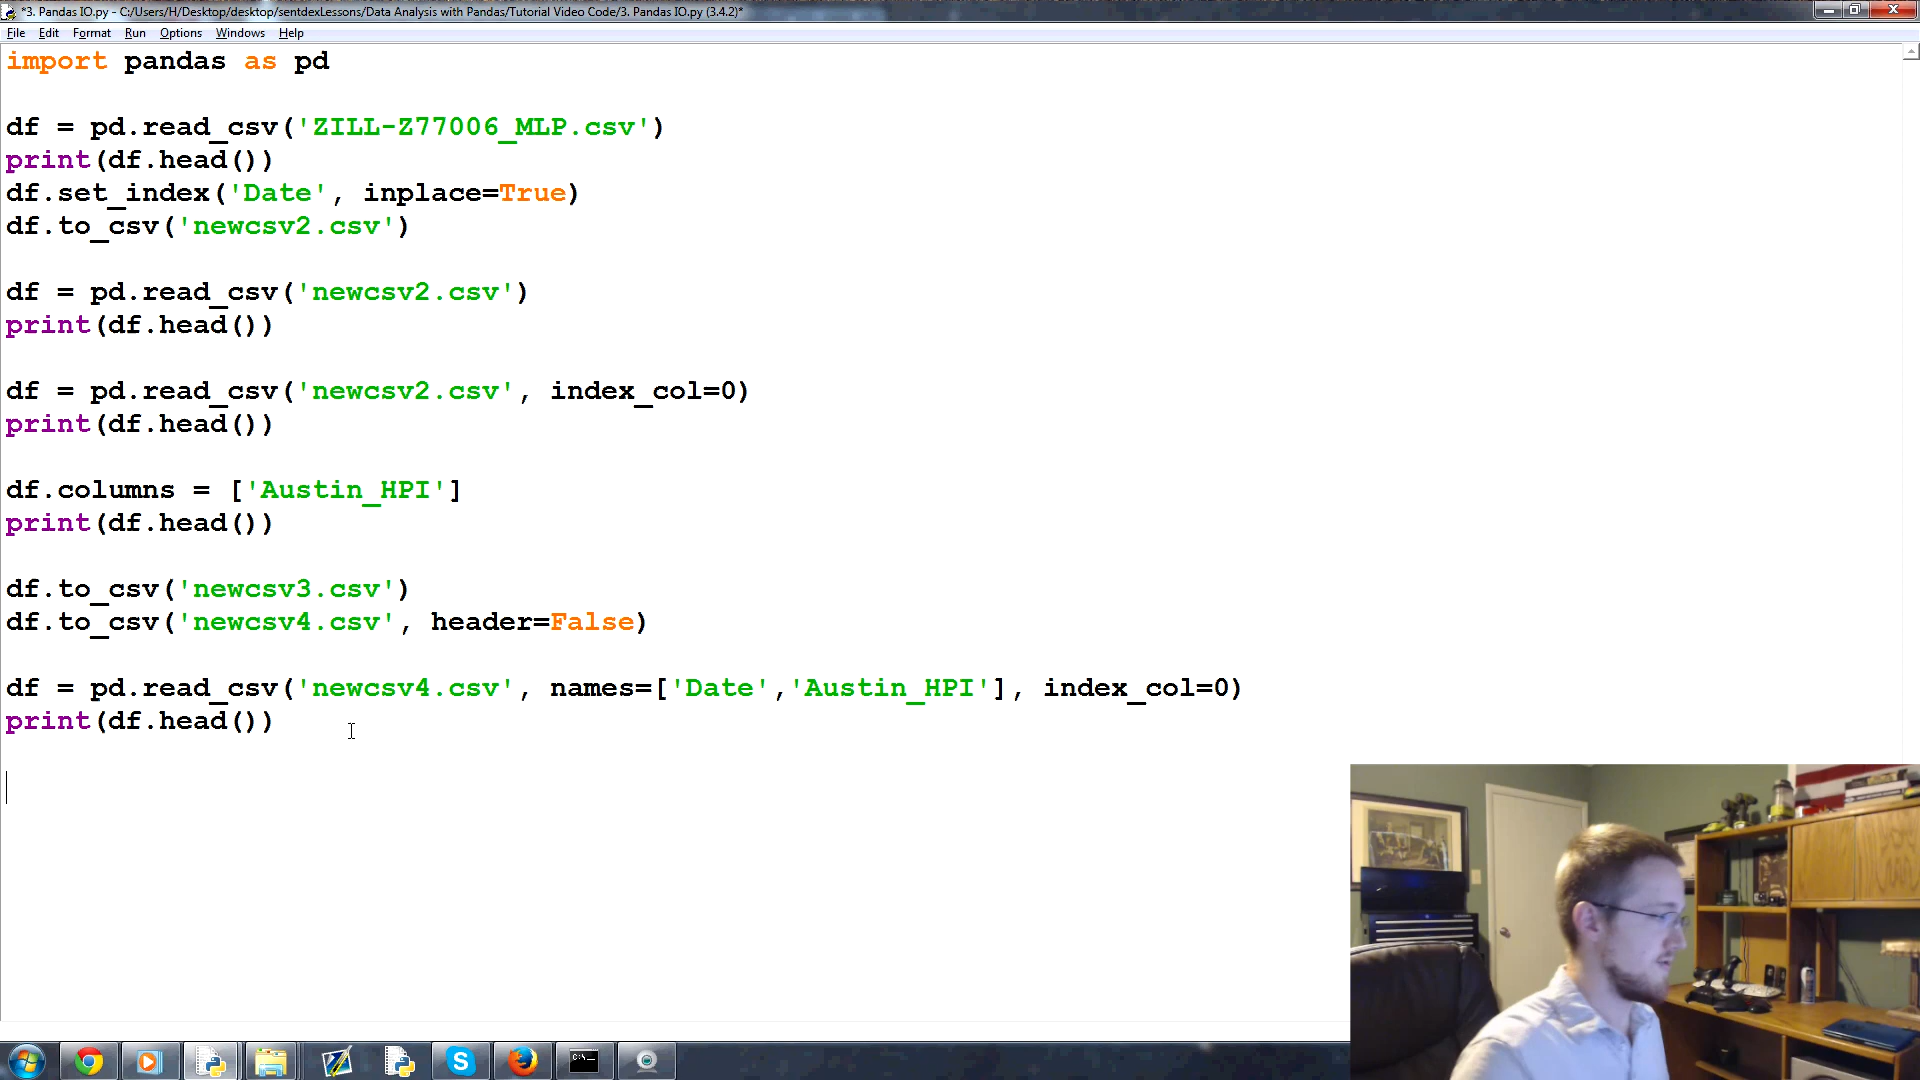 *3. Pandas IO.py - C:/Users/H/Desktop/desktop/sentdexLessons/Data Analysis with Pandas/Tutorial Video Code/3. Pandas IO.py (3.4.2)*
File Edit Format Run Options Windows Help
import pandas as pd
df = pd.read_csv('ZILL-Z77006_MLP.csv')
print(df.head())
df.set_index('Date', inplace=True)
df.to_csv('newcsv2.csv')
df = pd.read_csv('newcsv2.csv')
print(df.head())
df = pd.read_csv('newcsv2.csv', index_col=0)
print(df.head())
df.columns = ['Austin_HPI']
print(df.head())
df.to_csv('newcsv3.csv')
df.to_csv('newcsv4.csv', header=False)
df = pd.read_csv('newcsv4.csv', names=['Date','Austin_HPI'], index_col=0)
print(df.head())